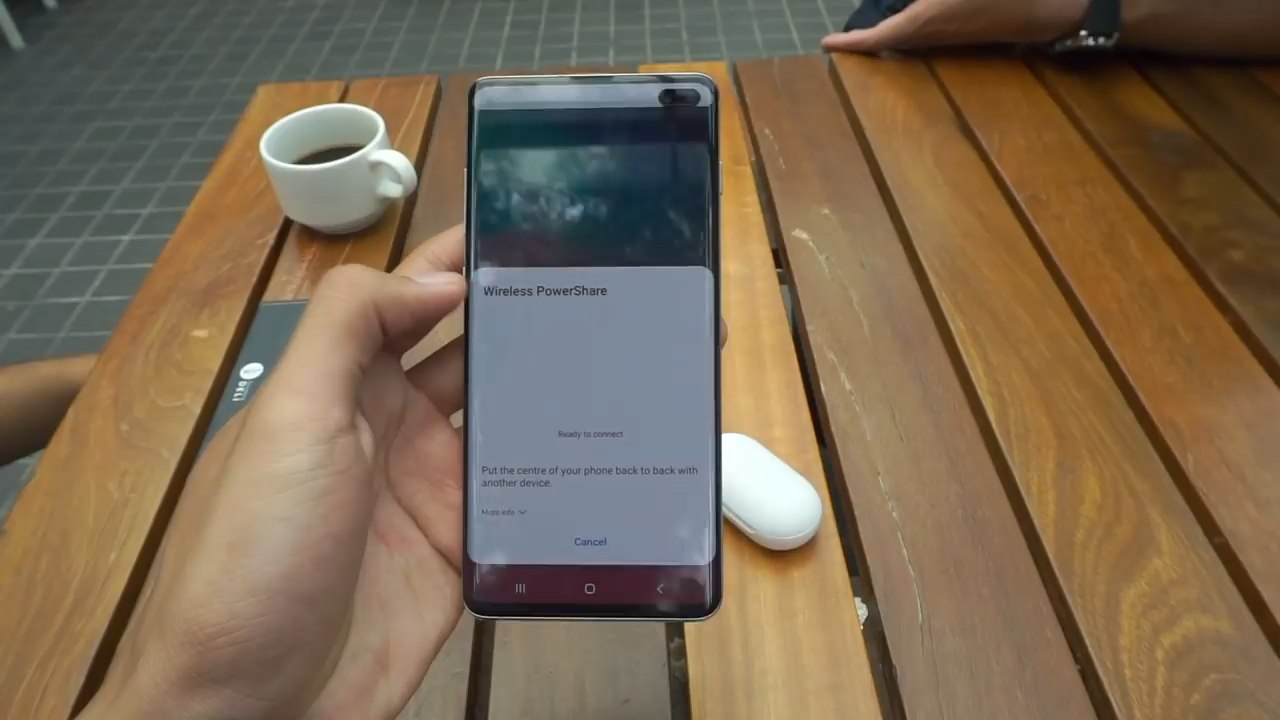 Wireless PowerShare
Ready to connect
Put the centre of your phone back to back with
another device.
More info
Cancel